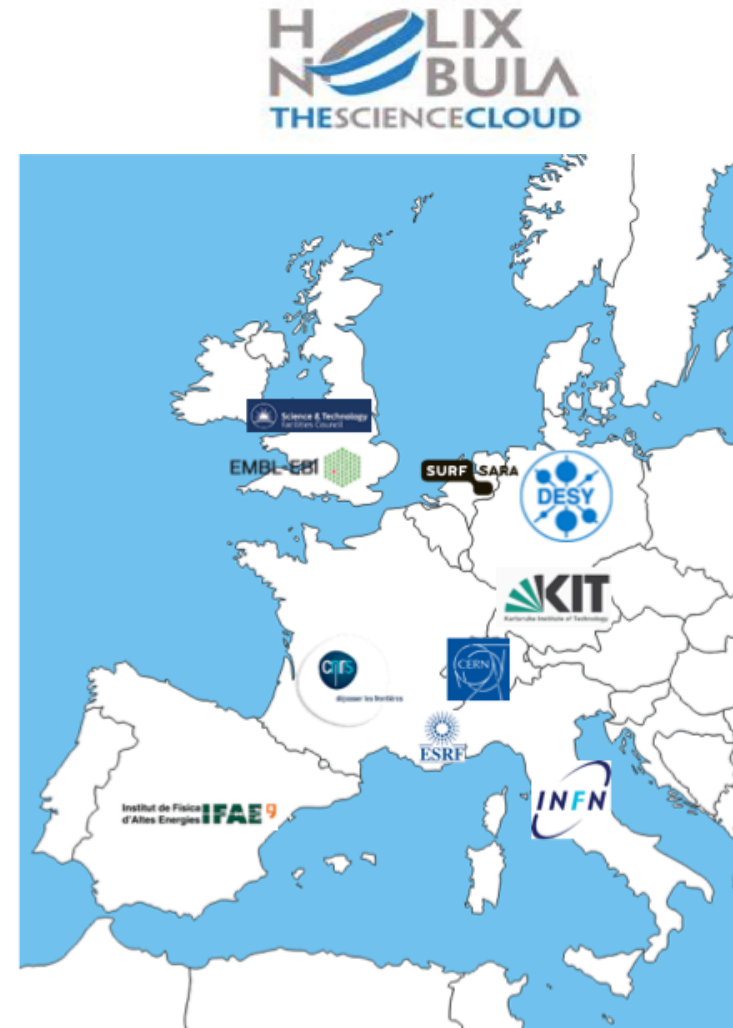 HELIX
NEBULA
THESCIENCECLOUD
Science & Technology
Facilities Council
EMBL-EBI
SURF SARA
DESY
KIT
Karlsruhe Institute of Technology
CERN
cnrs
dépasser les frontières
ESRF
INFN
Institut de Física
d'Altes Energies IFAE